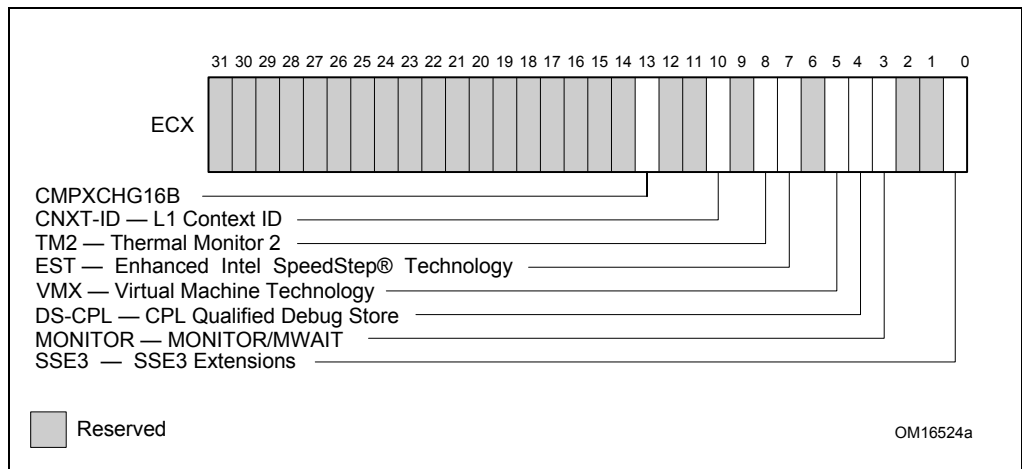 31 30 29 28 27 26 25 24 23 22 21 20 19 18 17 16 15 14 13 12 11 10 9 8 7 6 5 4 3 2 1 0
ECX
CMPXCHG16B
CNXT-ID — L1 Context ID
TM2 — Thermal Monitor 2
EST — Enhanced Intel SpeedStep® Technology
VMX — Virtual Machine Technology
DS-CPL — CPL Qualified Debug Store
MONITOR — MONITOR/MWAIT
SSE3 — SSE3 Extensions
Reserved
OM16524a